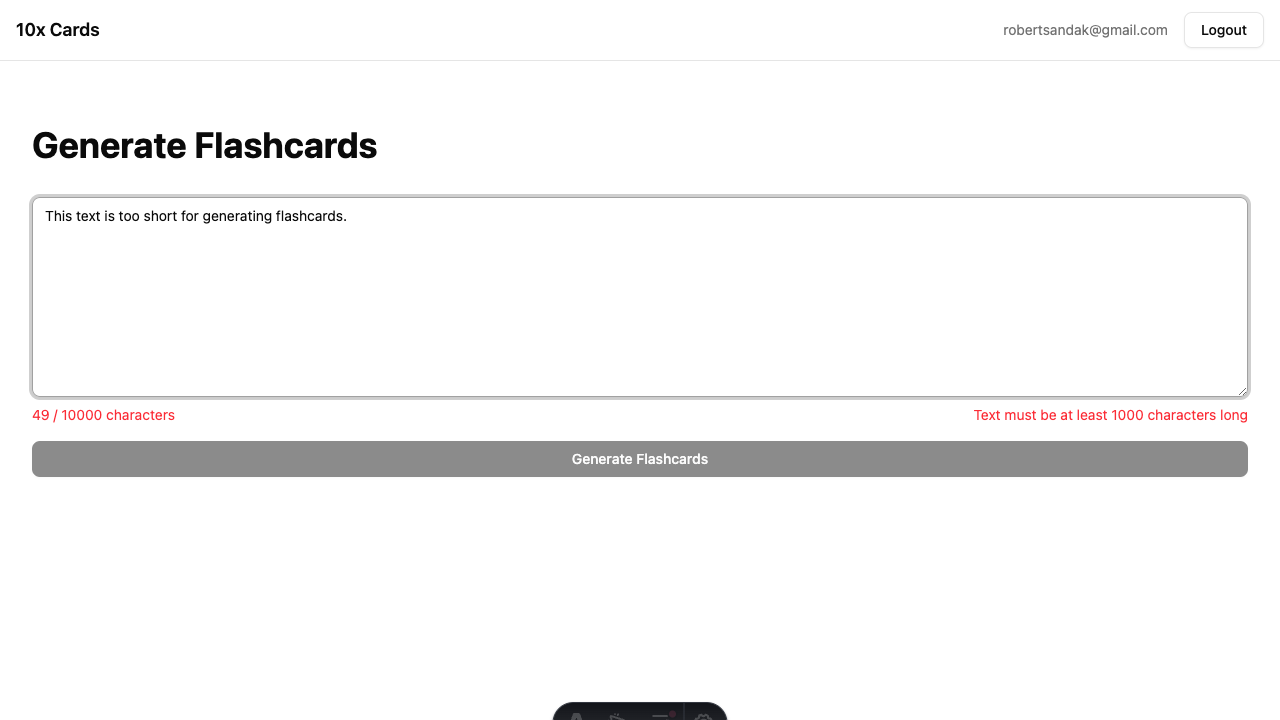 10x Cards
robertsandak@gmail.com
Logout
Generate Flashcards
This text is too short for generating flashcards.
49 / 10000 characters
Text must be at least 1000 characters long
Generate Flashcards